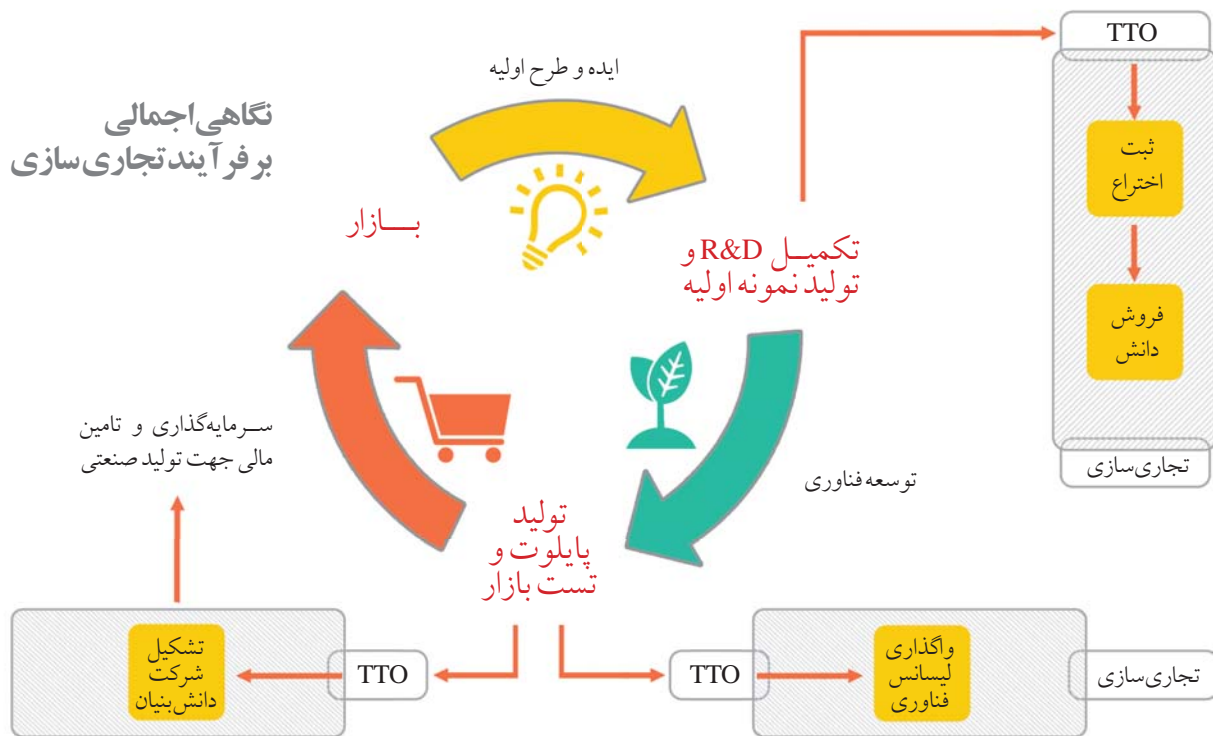 نگاهی اجمالی
بر فرآیند تجاری‌سازی
ایده و طرح اولیه
TTO
ثبت
اختراع
فروش
دانش
تجاری‌سازی
بـــازار
تکمیـــل R&D و
تولید نمونه اولیه
توسعه فناوری
سـرمایه‌گذاری و تامین
مالی جهت تولید صنعتی
تولید
پایلوت و
تست بازار
تشکیل
شرکت
دانش‌بنیان
TTO
TTO
واگذاری
لیسانس
فناوری
تجاری‌سازی